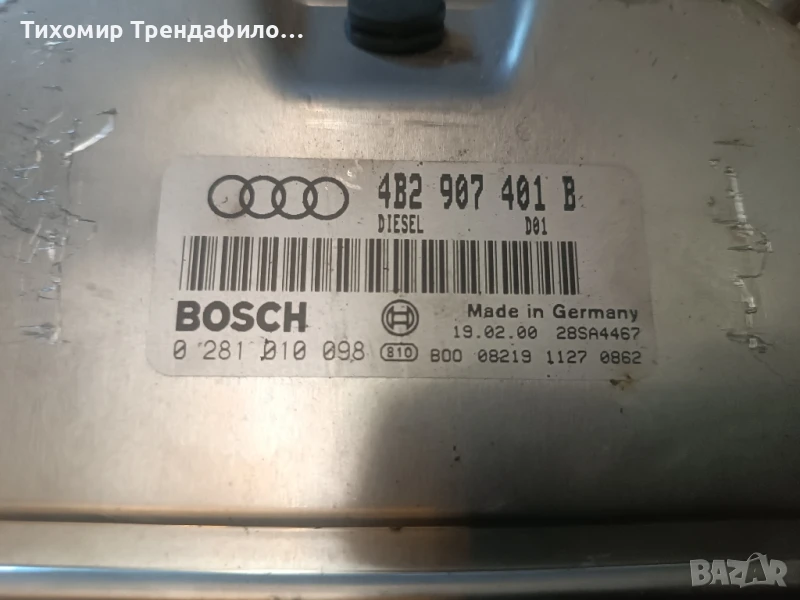 Тихомир Трендафило...
4B2 907 401 B
DIESEL D01
BOSCH
Made in Germany
19.02.00 28SA4467
0 281 010 098 810 B00 08219 1127 0862
BAZAR